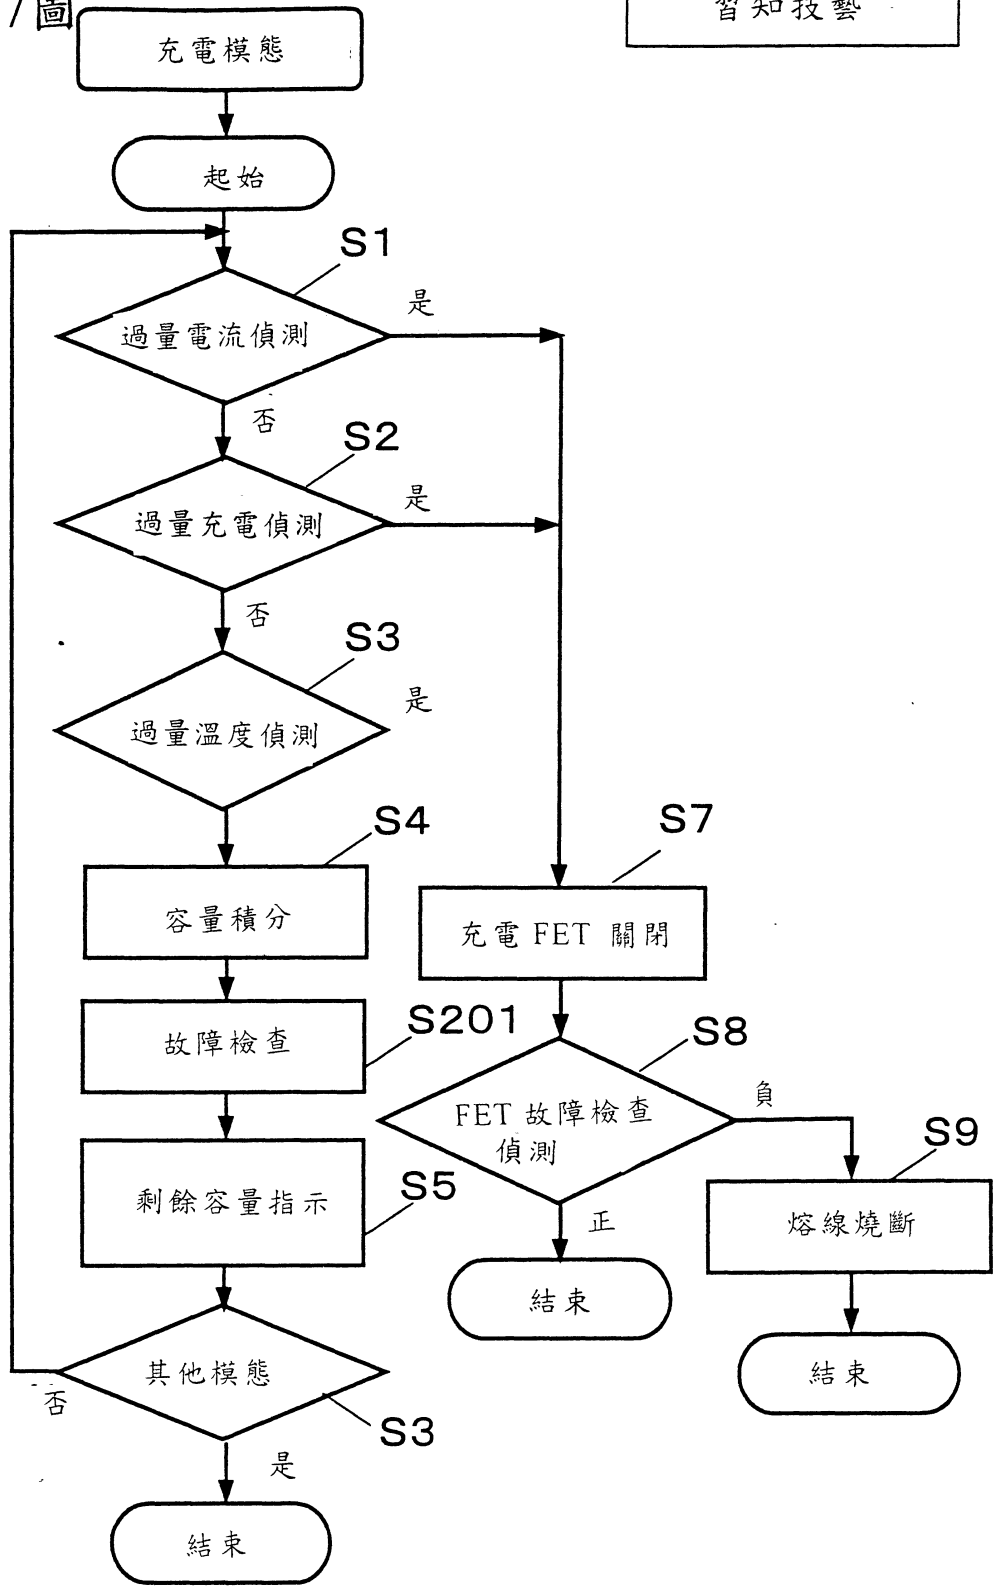 圖
習知技藝
充電模態
起始
S1
過量電流偵測
是
否
S2
過量充電偵測
是
否
S3
過量溫度偵測
是
S4
容量積分
S7
充電 FET 關閉
故障檢查
S201
S8
FET 故障檢查
偵測
負
正
S9
熔線燒斷
剩餘容量指示
S5
結束
結束
其他模態
否
S3
是
結束